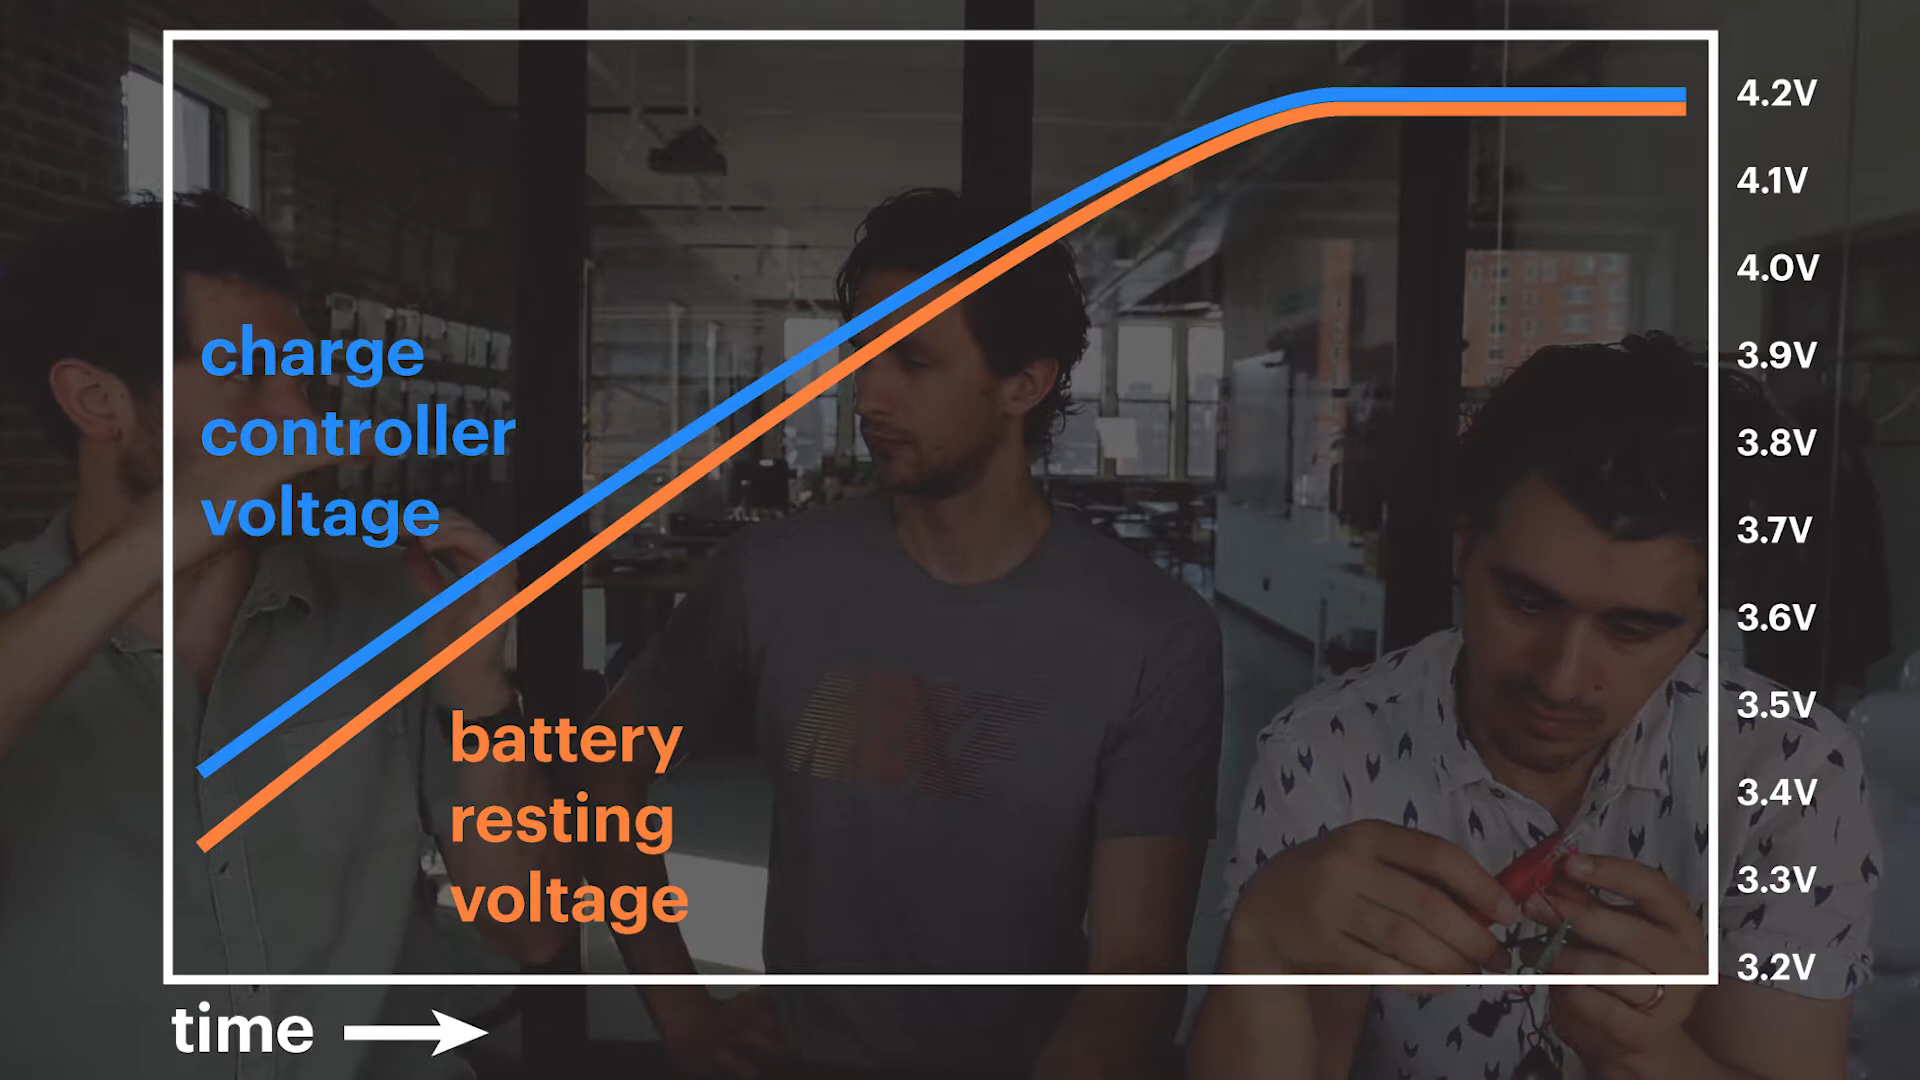 charge
controller
voltage
battery
resting
voltage
4.2V
4.1V
4.0V
3.9V
3.8V
3.7V
3.6V
3.5V
3.4V
3.3V
3.2V
time